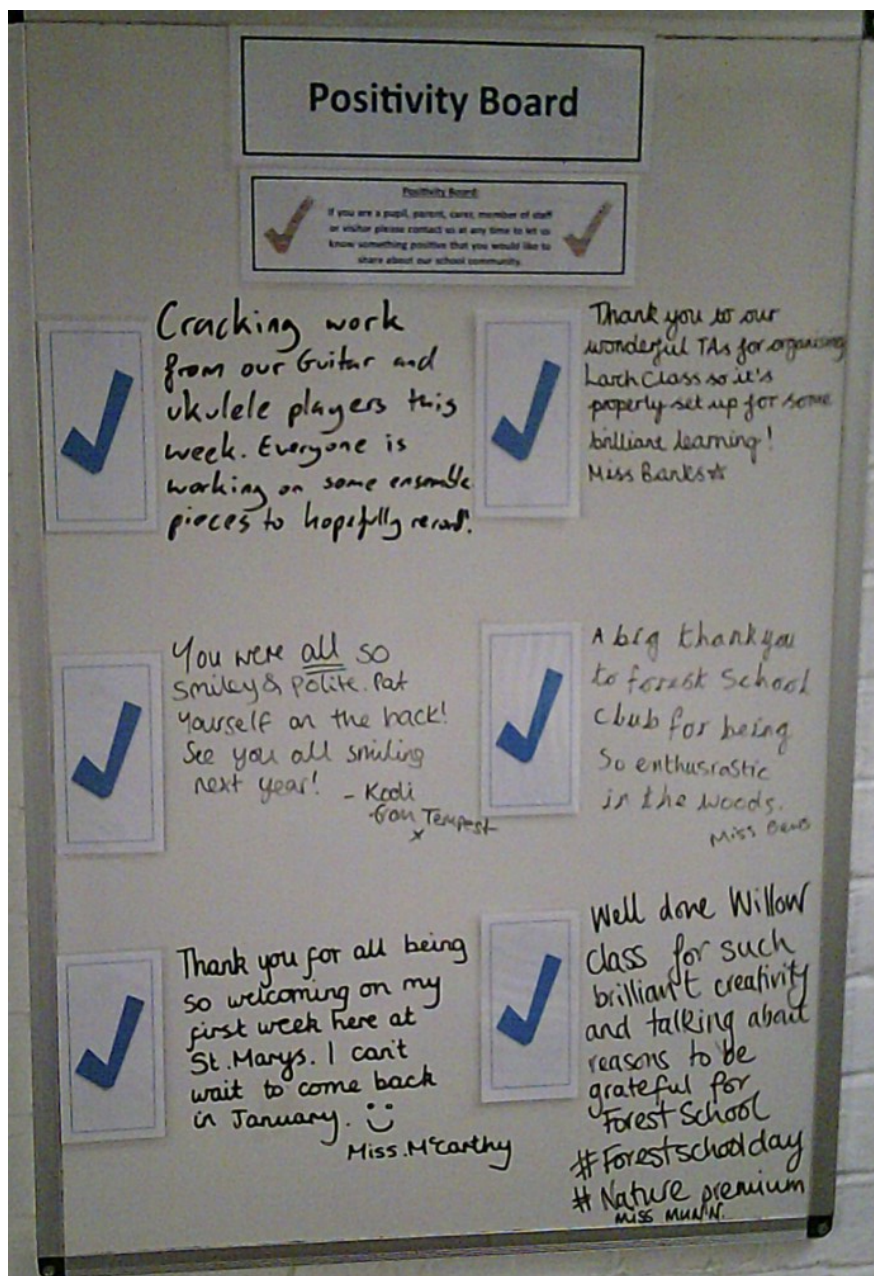 Positivity Board
Positivity Board:
If you are a pupil, parent, carer, member of staff
or visitor please contact us at any time to let us
know something positive that you would like to
share about our school community.
Cracking work
from our Guitar and
ukulele players this
week. Everyone is
working on some ensemble
pieces to hopefully record.
Thank you to our
wonderful TAs for organising
Larch Class so it's
properly set up for some
brilliant learning!
Miss Banks☆
You were all so
smiley & polite. Pat
yourself on the back!
See you all smiling
next year!
- Kodi
Tempest
x
A big thankyou
to forest School
club for being
so enthusiastic
in the woods.
Miss
Thank you for all being
so welcoming on my
first week here at
St.Marys. I can't
wait to come back
in January. :)
Miss.McCarthy
Well done Willow
class for such
brilliant creativity
and talking about
reasons to be
grateful for
Forest School
#Forestschoolday
# Nature premium
MISS MUNN.